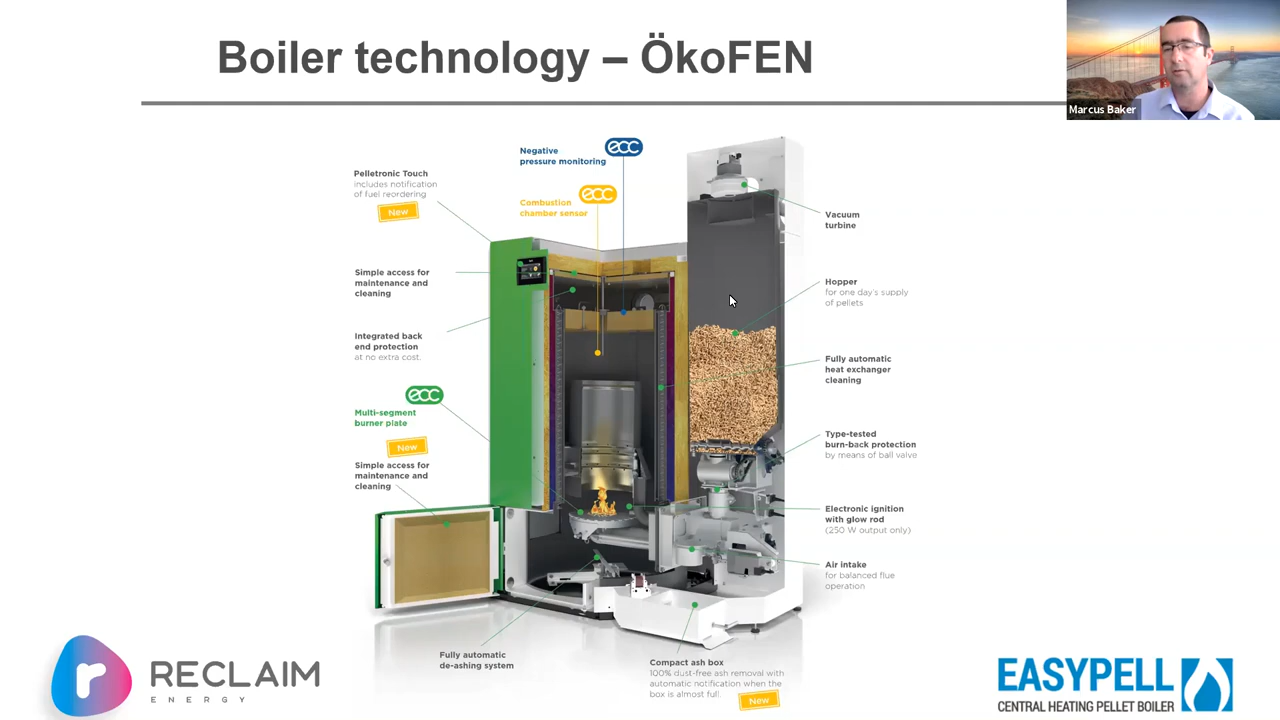 Boiler technology – ÖkoFEN
Marcus Baker
Negative
pressure monitoring
ecc
Combustion
chamber sensor
ecc
Pelletronic Touch
includes notification
of fuel reordering
New
Simple access for
maintenance and
cleaning
Integrated back
end protection
at no extra cost.
ecc
Multi-segment
burner plate
New
Simple access for
maintenance and
cleaning
Vacuum
turbine
Hopper
for one day's supply
of pellets
Fully automatic
heat exchanger
cleaning
Type-tested
burn-back protection
by means of ball valve
Electronic ignition
with glow rod
(250 W output only)
Air intake
for balanced flue
operation
Fully automatic
de-ashing system
Compact ash box
100% dust-free ash removal with
automatic notification when the
box is almost full.
New
r
RECLAIM
ENERGY
EASYPELL
CENTRAL HEATING PELLET BOILER